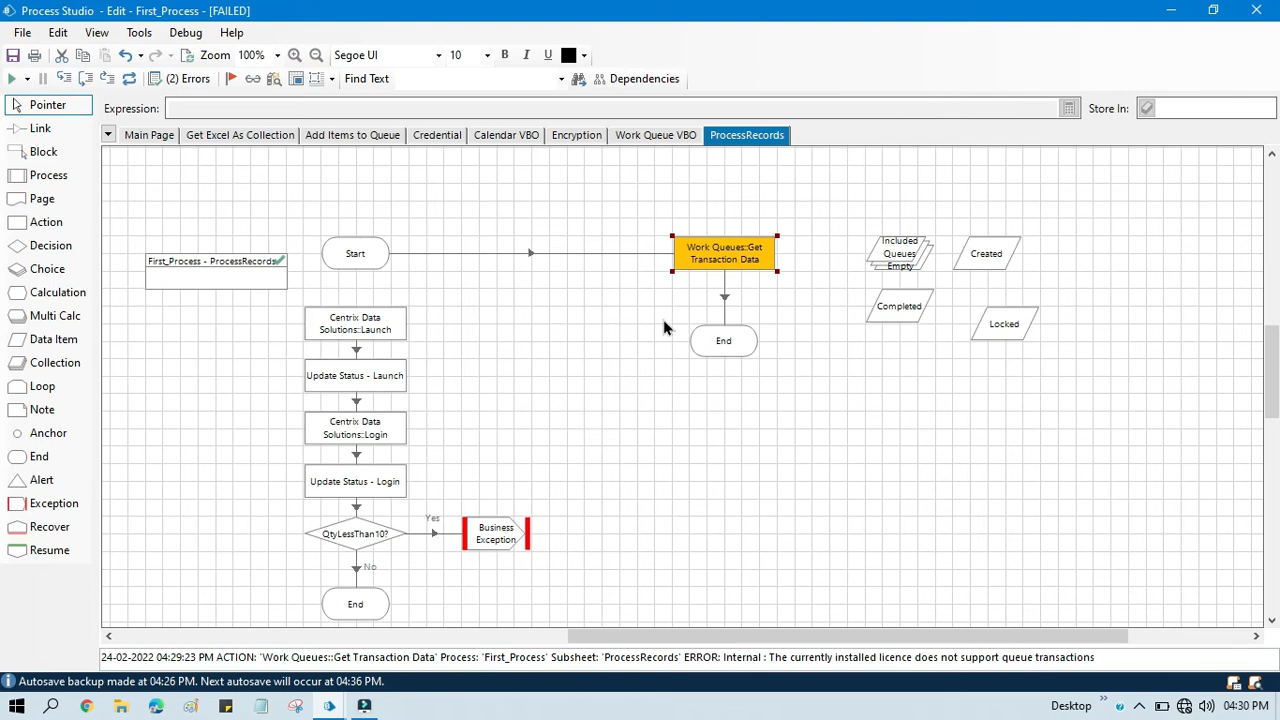 Process Studio - Edit - First_Process - [FAILED]
File Edit View Tools Debug Help
Zoom 100% Segoe UI 10 B I U
(2) Errors Find Text Dependencies
Pointer
Link
Block
Process
Page
Action
Decision
Choice
Calculation
Multi Calc
Data Item
Collection
Loop
Note
Anchor
End
Alert
Exception
Recover
Resume
Expression: Store In:
Main Page Get Excel As Collection Add Items to Queue Credential Calendar VBO Encryption Work Queue VBO ProcessRecords
First_Process - ProcessRecords
Start
Centrix Data
Solutions::Launch
Update Status - Launch
Centrix Data
Solutions::Login
Update Status - Login
QtyLessThan10?
Yes
Business
Exception
No
End
Work Queues::Get
Transaction Data
End
Included
Queues
Empty
Created
Completed
Locked
24-02-2022 04:29:23 PM ACTION: 'Work Queues::Get Transaction Data' Process: 'First_Process' Subsheet: 'ProcessRecords' ERROR: Internal : The currently installed licence does not support queue transactions
Autosave backup made at 04:26 PM. Next autosave will occur at 04:36 PM.
Desktop 04:30 PM